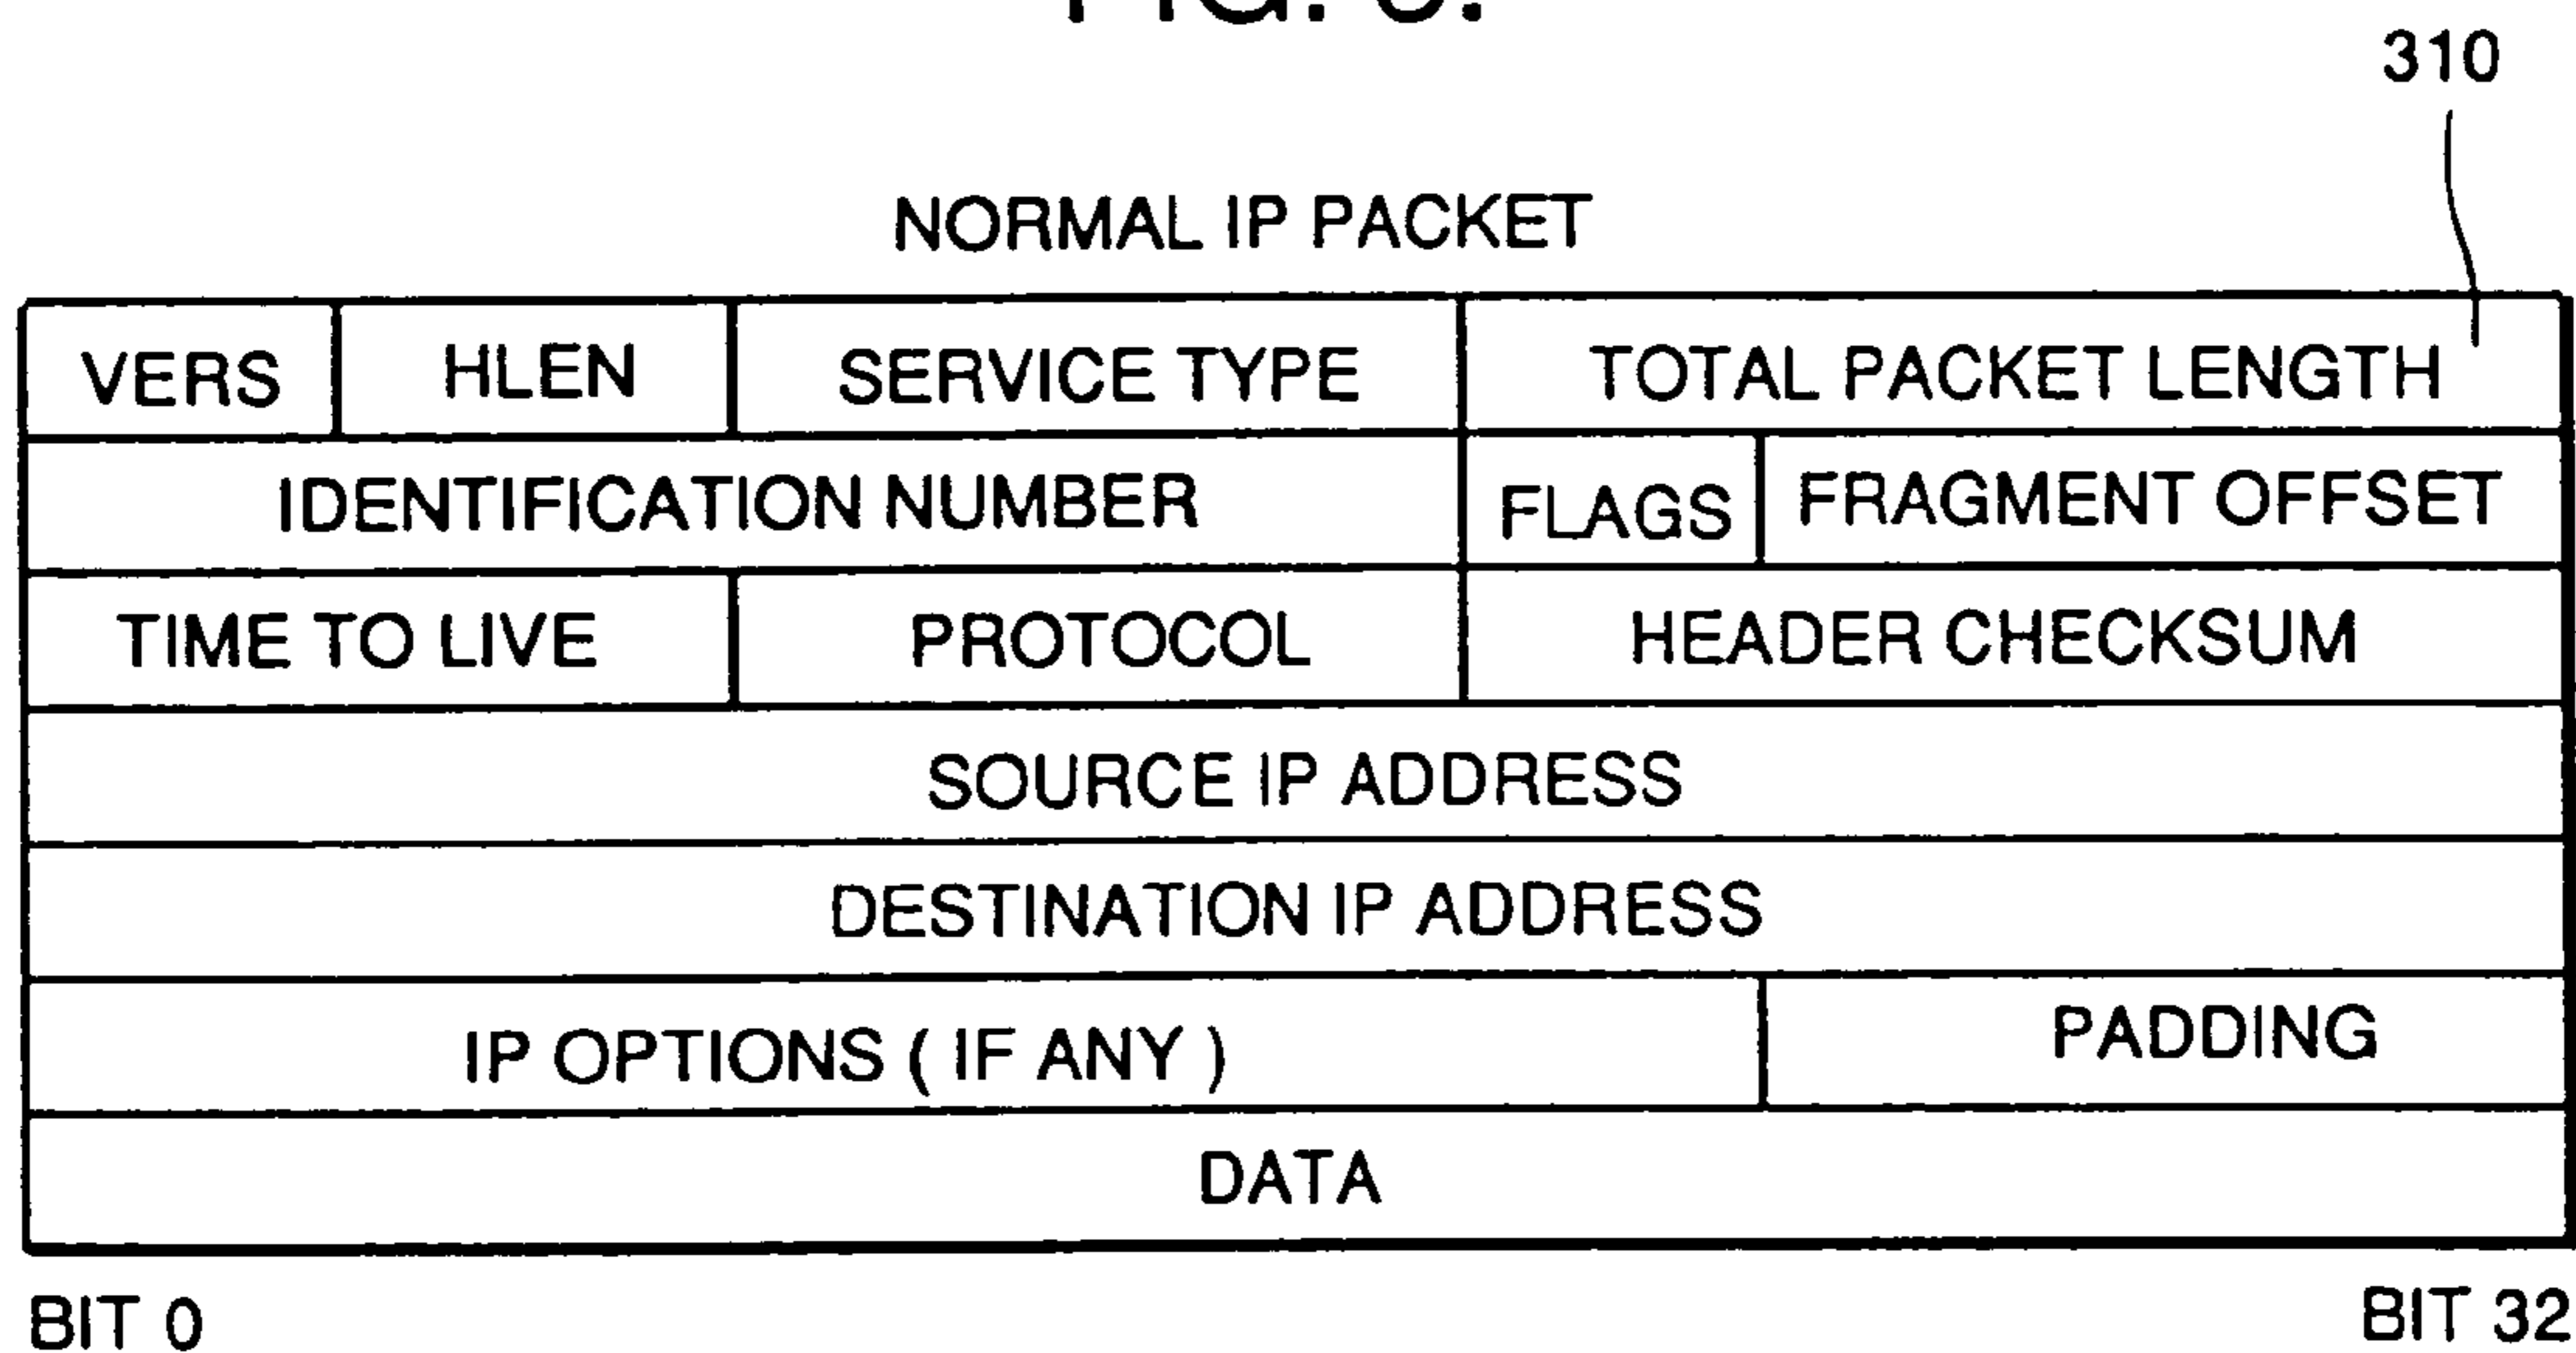 310
NORMAL IP PACKET
VERS HLEN SERVICE TYPE TOTAL PACKET LENGTH
IDENTIFICATION NUMBER FLAGS FRAGMENT OFFSET
TIME TO LIVE PROTOCOL HEADER CHECKSUM
SOURCE IP ADDRESS
DESTINATION IP ADDRESS
IP OPTIONS ( IF ANY ) PADDING
DATA
BIT 0 BIT 32